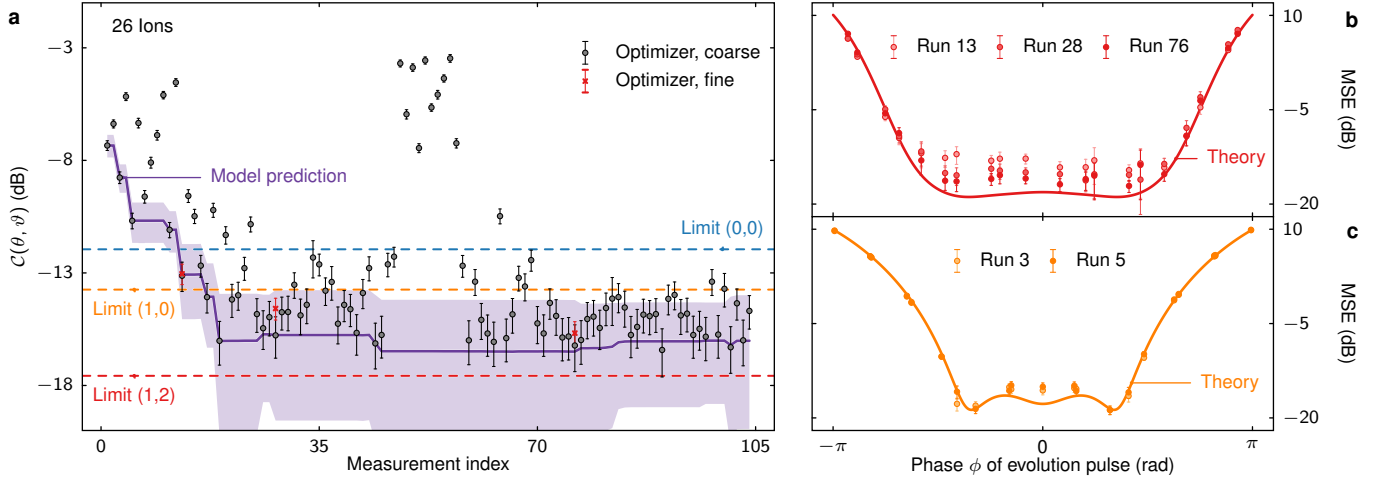 a
26 Ions
−3
−8
−13
−18
C(θ, ϑ) (dB)
Optimizer, coarse
Optimizer, fine
Model prediction
Limit (0,0)
Limit (1,0)
Limit (1,2)
0
35
70
105
Measurement index
b
Run 13
Run 28
Run 76
Theory
10
−5
−20
MSE (dB)
c
Run 3
Run 5
Theory
10
−5
−20
MSE (dB)
−π
0
π
Phase ϕ of evolution pulse (rad)